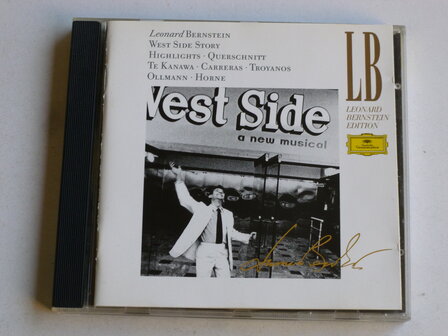 Leonard BERNSTEIN
WEST SIDE STORY
HIGHLIGHTS · QUERSCHNITT
TE KANAWA · CARRERAS · TROYANOS
OLLMANN · HORNE
LB
LEONARD
BERNSTEIN
EDITION
West Side
a new musical